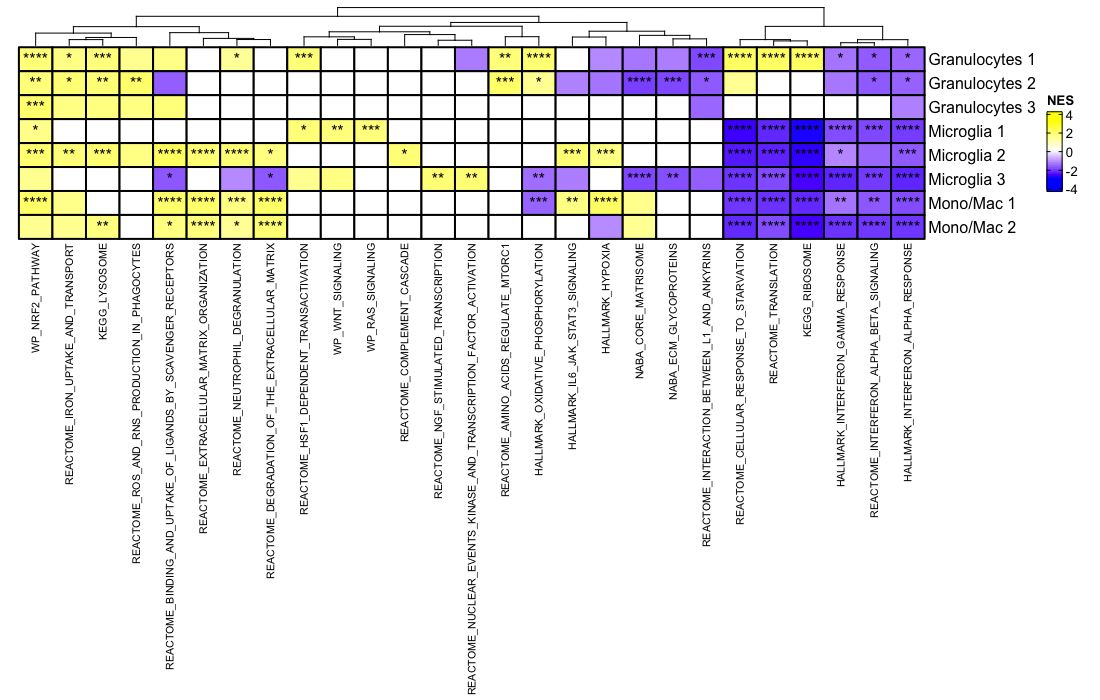 **** * *** * *** ** **** *** **** **** **** * * * Granulocytes 1
** * ** ** *** * **** *** * * * Granulocytes 2
*** Granulocytes 3
* * ** *** **** **** **** **** *** **** Microglia 1
*** ** *** **** **** **** * * *** *** **** **** **** * *** Microglia 2
* * ** ** ** **** ** **** **** **** **** *** **** Microglia 3
**** **** **** *** **** *** ** **** **** **** **** ** ** **** Mono/Mac 1
** * **** * **** **** **** **** *** **** **** Mono/Mac 2
NES
4
2
0
-2
-4
WP_NRF2_PATHWAY
REACTOME_IRON_UPTAKE_AND_TRANSPORT
KEGG_LYSOSOME
REACTOME_ROS_AND_RNS_PRODUCTION_IN_PHAGOCYTES
REACTOME_BINDING_AND_UPTAKE_OF_LIGANDS_BY_SCAVENGER_RECEPTORS
REACTOME_EXTRACELLULAR_MATRIX_ORGANIZATION
REACTOME_NEUTROPHIL_DEGRANULATION
REACTOME_DEGRADATION_OF_THE_EXTRACELLULAR_MATRIX
REACTOME_HSF1_DEPENDENT_TRANSACTIVATION
WP_WNT_SIGNALING
WP_RAS_SIGNALING
REACTOME_COMPLEMENT_CASCADE
REACTOME_NGF_STIMULATED_TRANSCRIPTION
REACTOME_NUCLEAR_EVENTS_KINASE_AND_TRANSCRIPTION_FACTOR_ACTIVATION
REACTOME_AMINO_ACIDS_REGULATE_MTORC1
HALLMARK_OXIDATIVE_PHOSPHORYLATION
HALLMARK_IL6_JAK_STAT3_SIGNALING
HALLMARK_HYPOXIA
NABA_CORE_MATRISOME
NABA_ECM_GLYCOPROTEINS
REACTOME_INTERACTION_BETWEEN_L1_AND_ANKYRINS
REACTOME_CELLULAR_RESPONSE_TO_STARVATION
REACTOME_TRANSLATION
KEGG_RIBOSOME
HALLMARK_INTERFERON_GAMMA_RESPONSE
REACTOME_INTERFERON_ALPHA_BETA_SIGNALING
HALLMARK_INTERFERON_ALPHA_RESPONSE